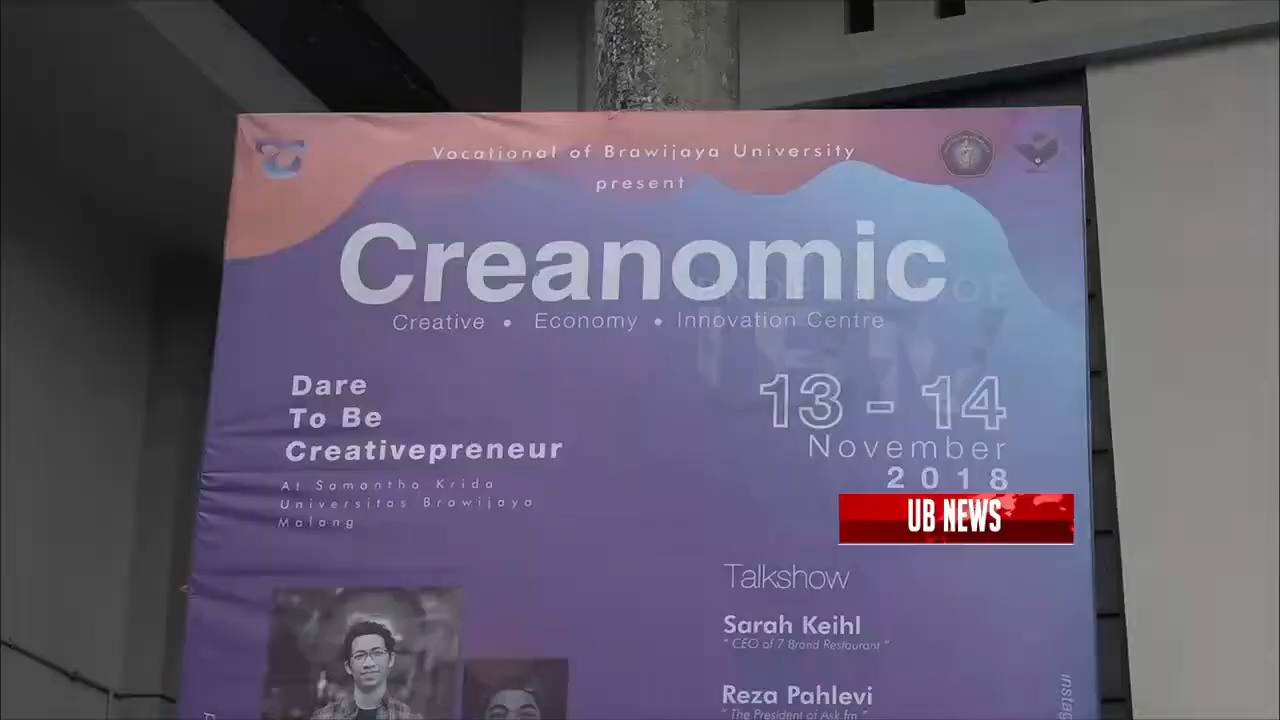 Vocational of Brawijaya University
present
Creanomic
Creative • Economy • Innovation Centre
Dare
To Be
Creativepreneur
At Samantha Krida
Universitas Brawijaya
Malang
13 - 14
November
2018
UB NEWS
Talkshow
Sarah Keihl
" CEO of 7 Brand Restaurant "
Reza Pahlevi
" The President of Ask.fm "
instag